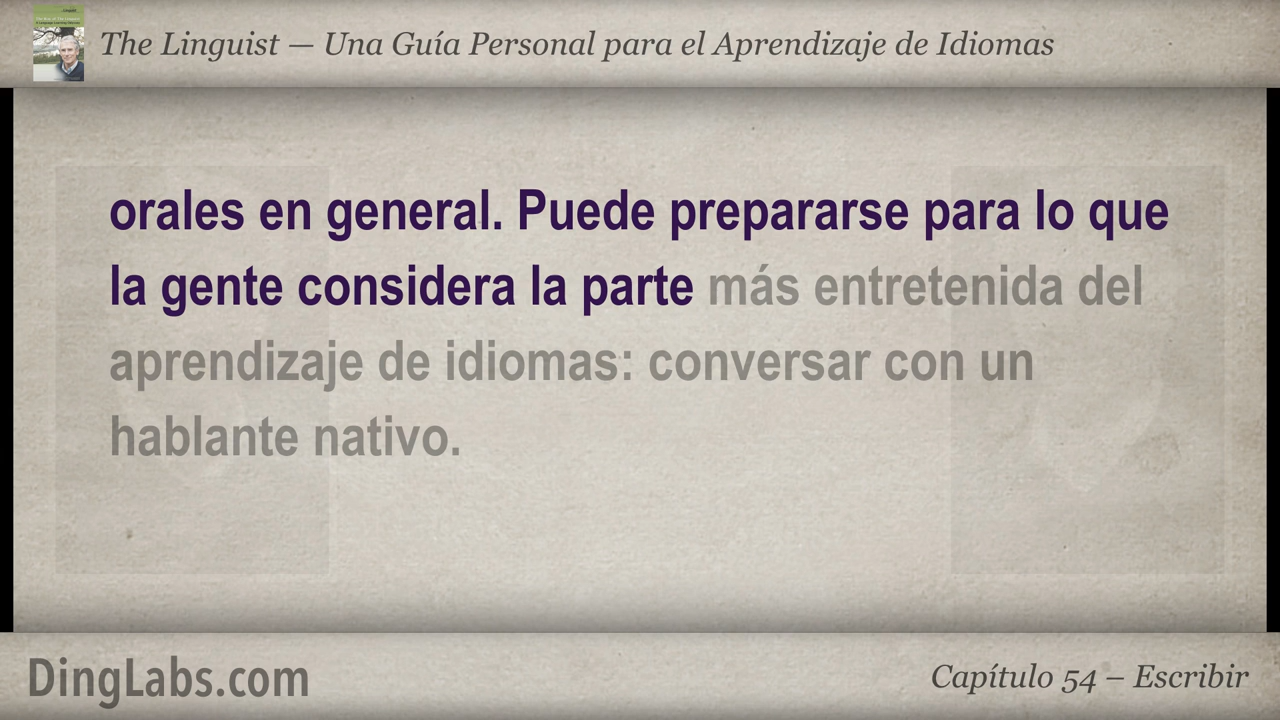 The Linguist — Una Guía Personal para el Aprendizaje de Idiomas
orales en general. Puede prepararse para lo que
la gente considera la parte más entretenida del
aprendizaje de idiomas: conversar con un
hablante nativo.
DingLabs.com
Capítulo 54 – Escribir